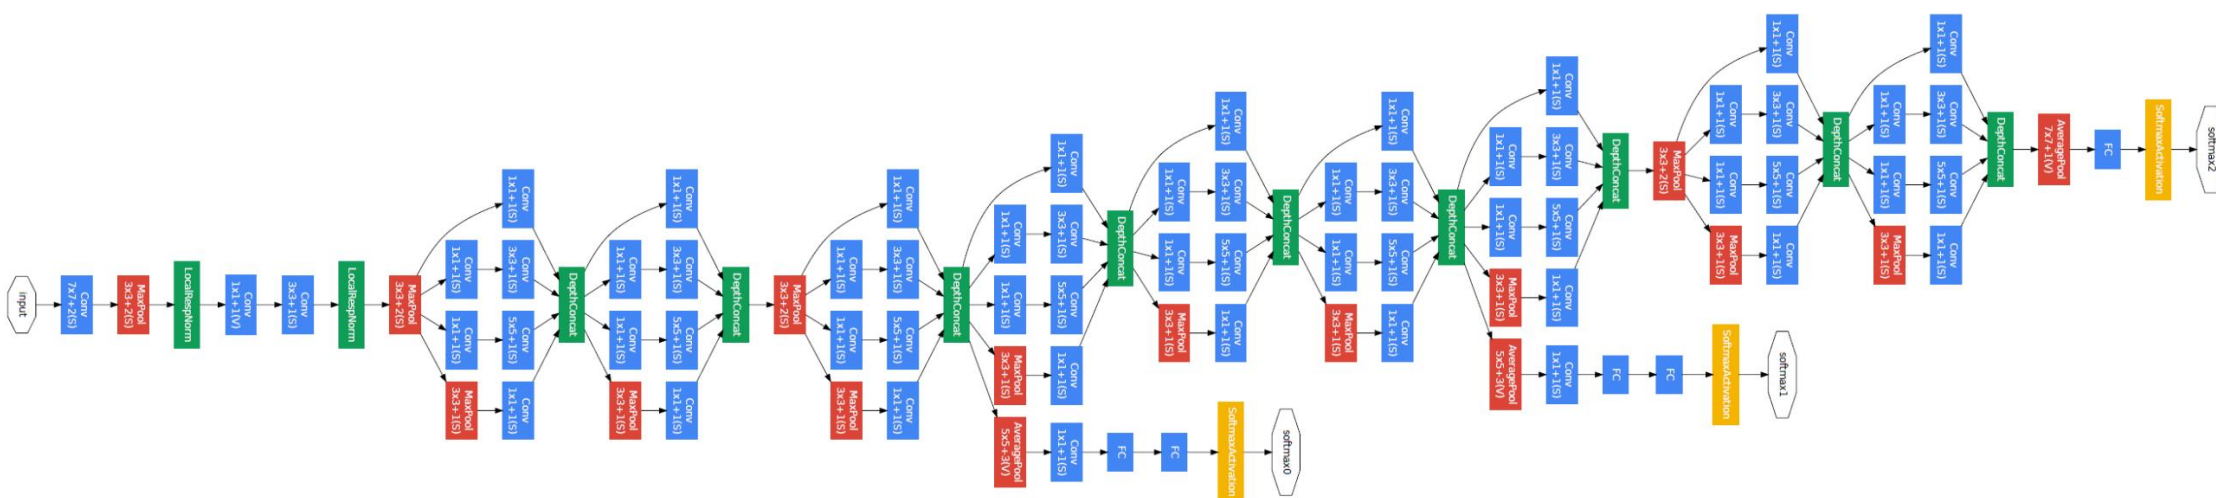 input
Conv
7x7+2(S)
MaxPool
3x3+2(S)
LocalRespNorm
Conv
1x1+1(V)
Conv
3x3+1(S)
LocalRespNorm
MaxPool
3x3+2(S)
Conv
1x1+1(S)
Conv
1x1+1(S)
MaxPool
3x3+1(S)
Conv
1x1+1(S)
Conv
3x3+1(S)
Conv
5x5+1(S)
Conv
1x1+1(S)
DepthConcat
Conv
1x1+1(S)
Conv
1x1+1(S)
MaxPool
3x3+1(S)
Conv
1x1+1(S)
Conv
3x3+1(S)
Conv
5x5+1(S)
Conv
1x1+1(S)
DepthConcat
MaxPool
3x3+2(S)
Conv
1x1+1(S)
Conv
1x1+1(S)
MaxPool
3x3+1(S)
Conv
1x1+1(S)
Conv
3x3+1(S)
Conv
5x5+1(S)
Conv
1x1+1(S)
DepthConcat
Conv
1x1+1(S)
Conv
1x1+1(S)
MaxPool
3x3+1(S)
AveragePool
5x5+3(V)
Conv
1x1+1(S)
Conv
3x3+1(S)
Conv
5x5+1(S)
Conv
1x1+1(S)
Conv
1x1+1(S)
DepthConcat
FC
Conv
1x1+1(S)
Conv
1x1+1(S)
MaxPool
3x3+1(S)
FC
Conv
1x1+1(S)
Conv
3x3+1(S)
Conv
5x5+1(S)
Conv
1x1+1(S)
SoftmaxActivation
DepthConcat
softmax0
Conv
1x1+1(S)
Conv
1x1+1(S)
MaxPool
3x3+1(S)
Conv
1x1+1(S)
Conv
3x3+1(S)
Conv
5x5+1(S)
Conv
1x1+1(S)
DepthConcat
Conv
1x1+1(S)
Conv
1x1+1(S)
MaxPool
3x3+1(S)
AveragePool
5x5+3(V)
Conv
1x1+1(S)
Conv
3x3+1(S)
Conv
5x5+1(S)
Conv
1x1+1(S)
Conv
1x1+1(S)
DepthConcat
FC
MaxPool
3x3+2(S)
FC
Conv
1x1+1(S)
Conv
1x1+1(S)
MaxPool
3x3+1(S)
SoftmaxActivation
Conv
1x1+1(S)
Conv
3x3+1(S)
Conv
5x5+1(S)
Conv
1x1+1(S)
softmax1
DepthConcat
Conv
1x1+1(S)
Conv
1x1+1(S)
MaxPool
3x3+1(S)
Conv
1x1+1(S)
Conv
3x3+1(S)
Conv
5x5+1(S)
Conv
1x1+1(S)
DepthConcat
AveragePool
7x7+1(V)
FC
SoftmaxActivation
softmax2